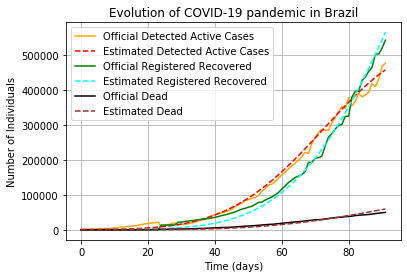 Evolution of COVID-19 pandemic in Brazil
Official Detected Active Cases
Estimated Detected Active Cases
Official Registered Recovered
Estimated Registered Recovered
Official Dead
Estimated Dead
Number of Individuals
500000
400000
300000
200000
100000
0
0 20 40 60 80
Time (days)